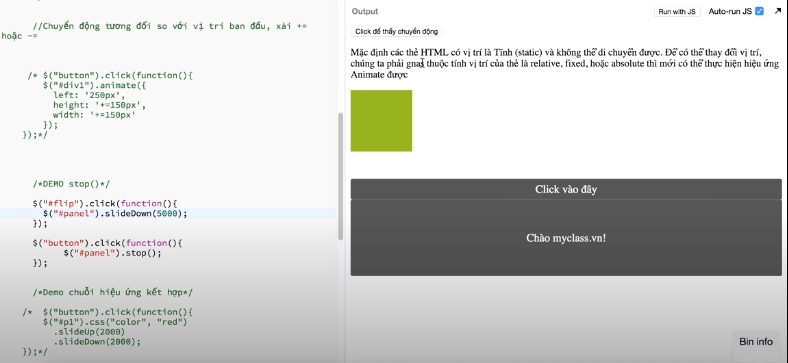 //Chuyển động tương đối so với vị trí ban đầu, xài +=
hoặc -=
/* $("button").click(function(){
$("#div1").animate({
left: '250px',
height: '+=150px',
width: '+=150px'
});
});*/
/*DEMO stop()*/
$("#flip").click(function(){
$("#panel").slideDown(5000);
});
$("button").click(function(){
$("#panel").stop();
});
/*Demo chuỗi hiệu ứng kết hợp*/
/* $("button").click(function(){
$("#p1").css("color", "red")
.slideUp(2000)
.slideDown(2000);
});*/
Output
Run with JS
Auto-run JS
Click để thấy chuyển động
Mặc định các thẻ HTML có vị trí là Tĩnh (static) và không thể di chuyển được. Để có thể thay đổi vị trí,
chúng ta phải gnaj thuộc tính vị trí của thẻ là relative, fixed, hoặc absolute thì mới có thể thực hiện hiệu ứng
Animate được
Click vào đây
Chào myclass.vn!
Bin info